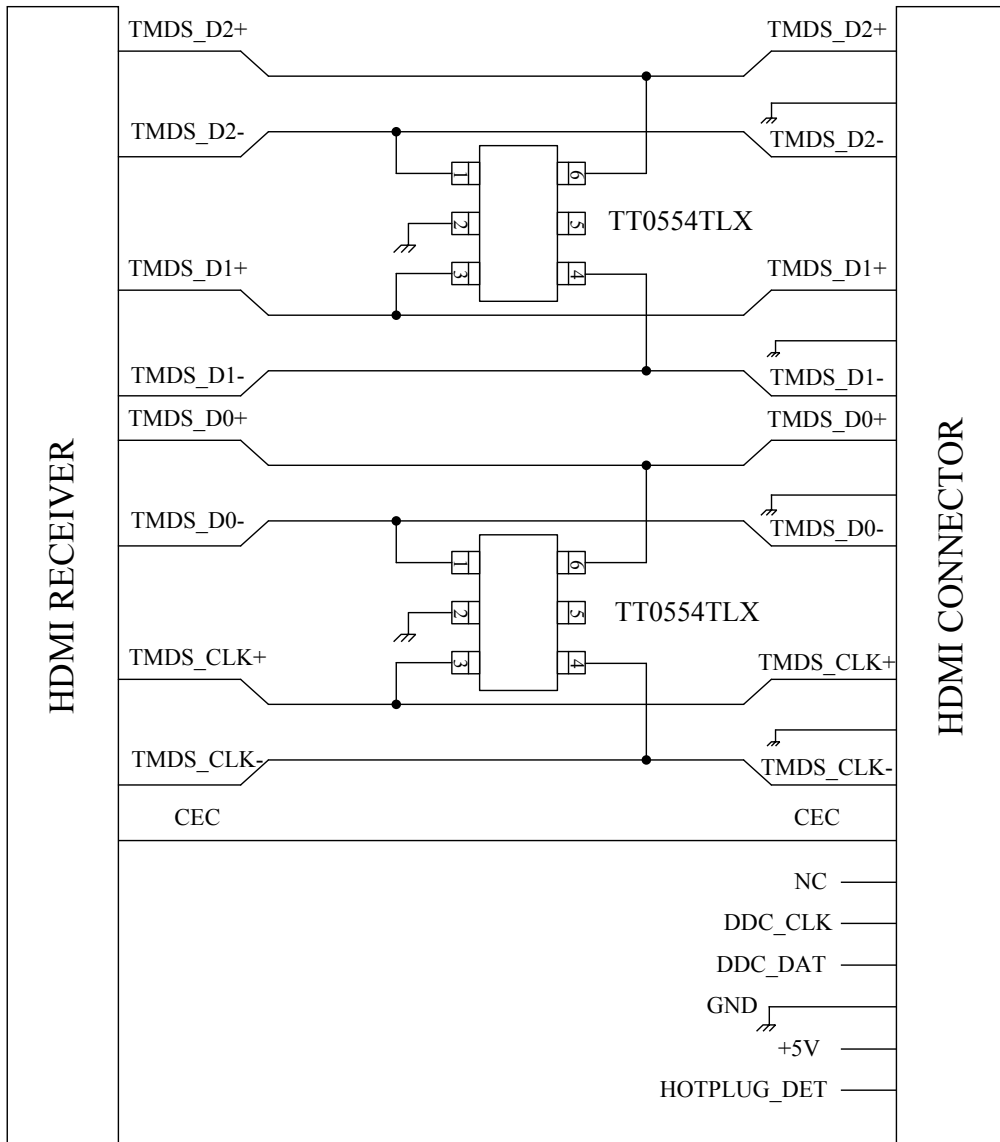 TMDS_D2+
TMDS_D2+
TMDS_D2-
TMDS_D2-
1
6
2
5
TT0554TLX
3
4
TMDS_D1+
TMDS_D1+
TMDS_D1-
TMDS_D1-
TMDS_D0+
TMDS_D0+
TMDS_D0-
TMDS_D0-
1
6
2
5
TT0554TLX
3
4
TMDS_CLK+
TMDS_CLK+
TMDS_CLK-
TMDS_CLK-
CEC
CEC
HDMI RECEIVER
HDMI CONNECTOR
NC
DDC_CLK
DDC_DAT
GND
+5V
HOTPLUG_DET